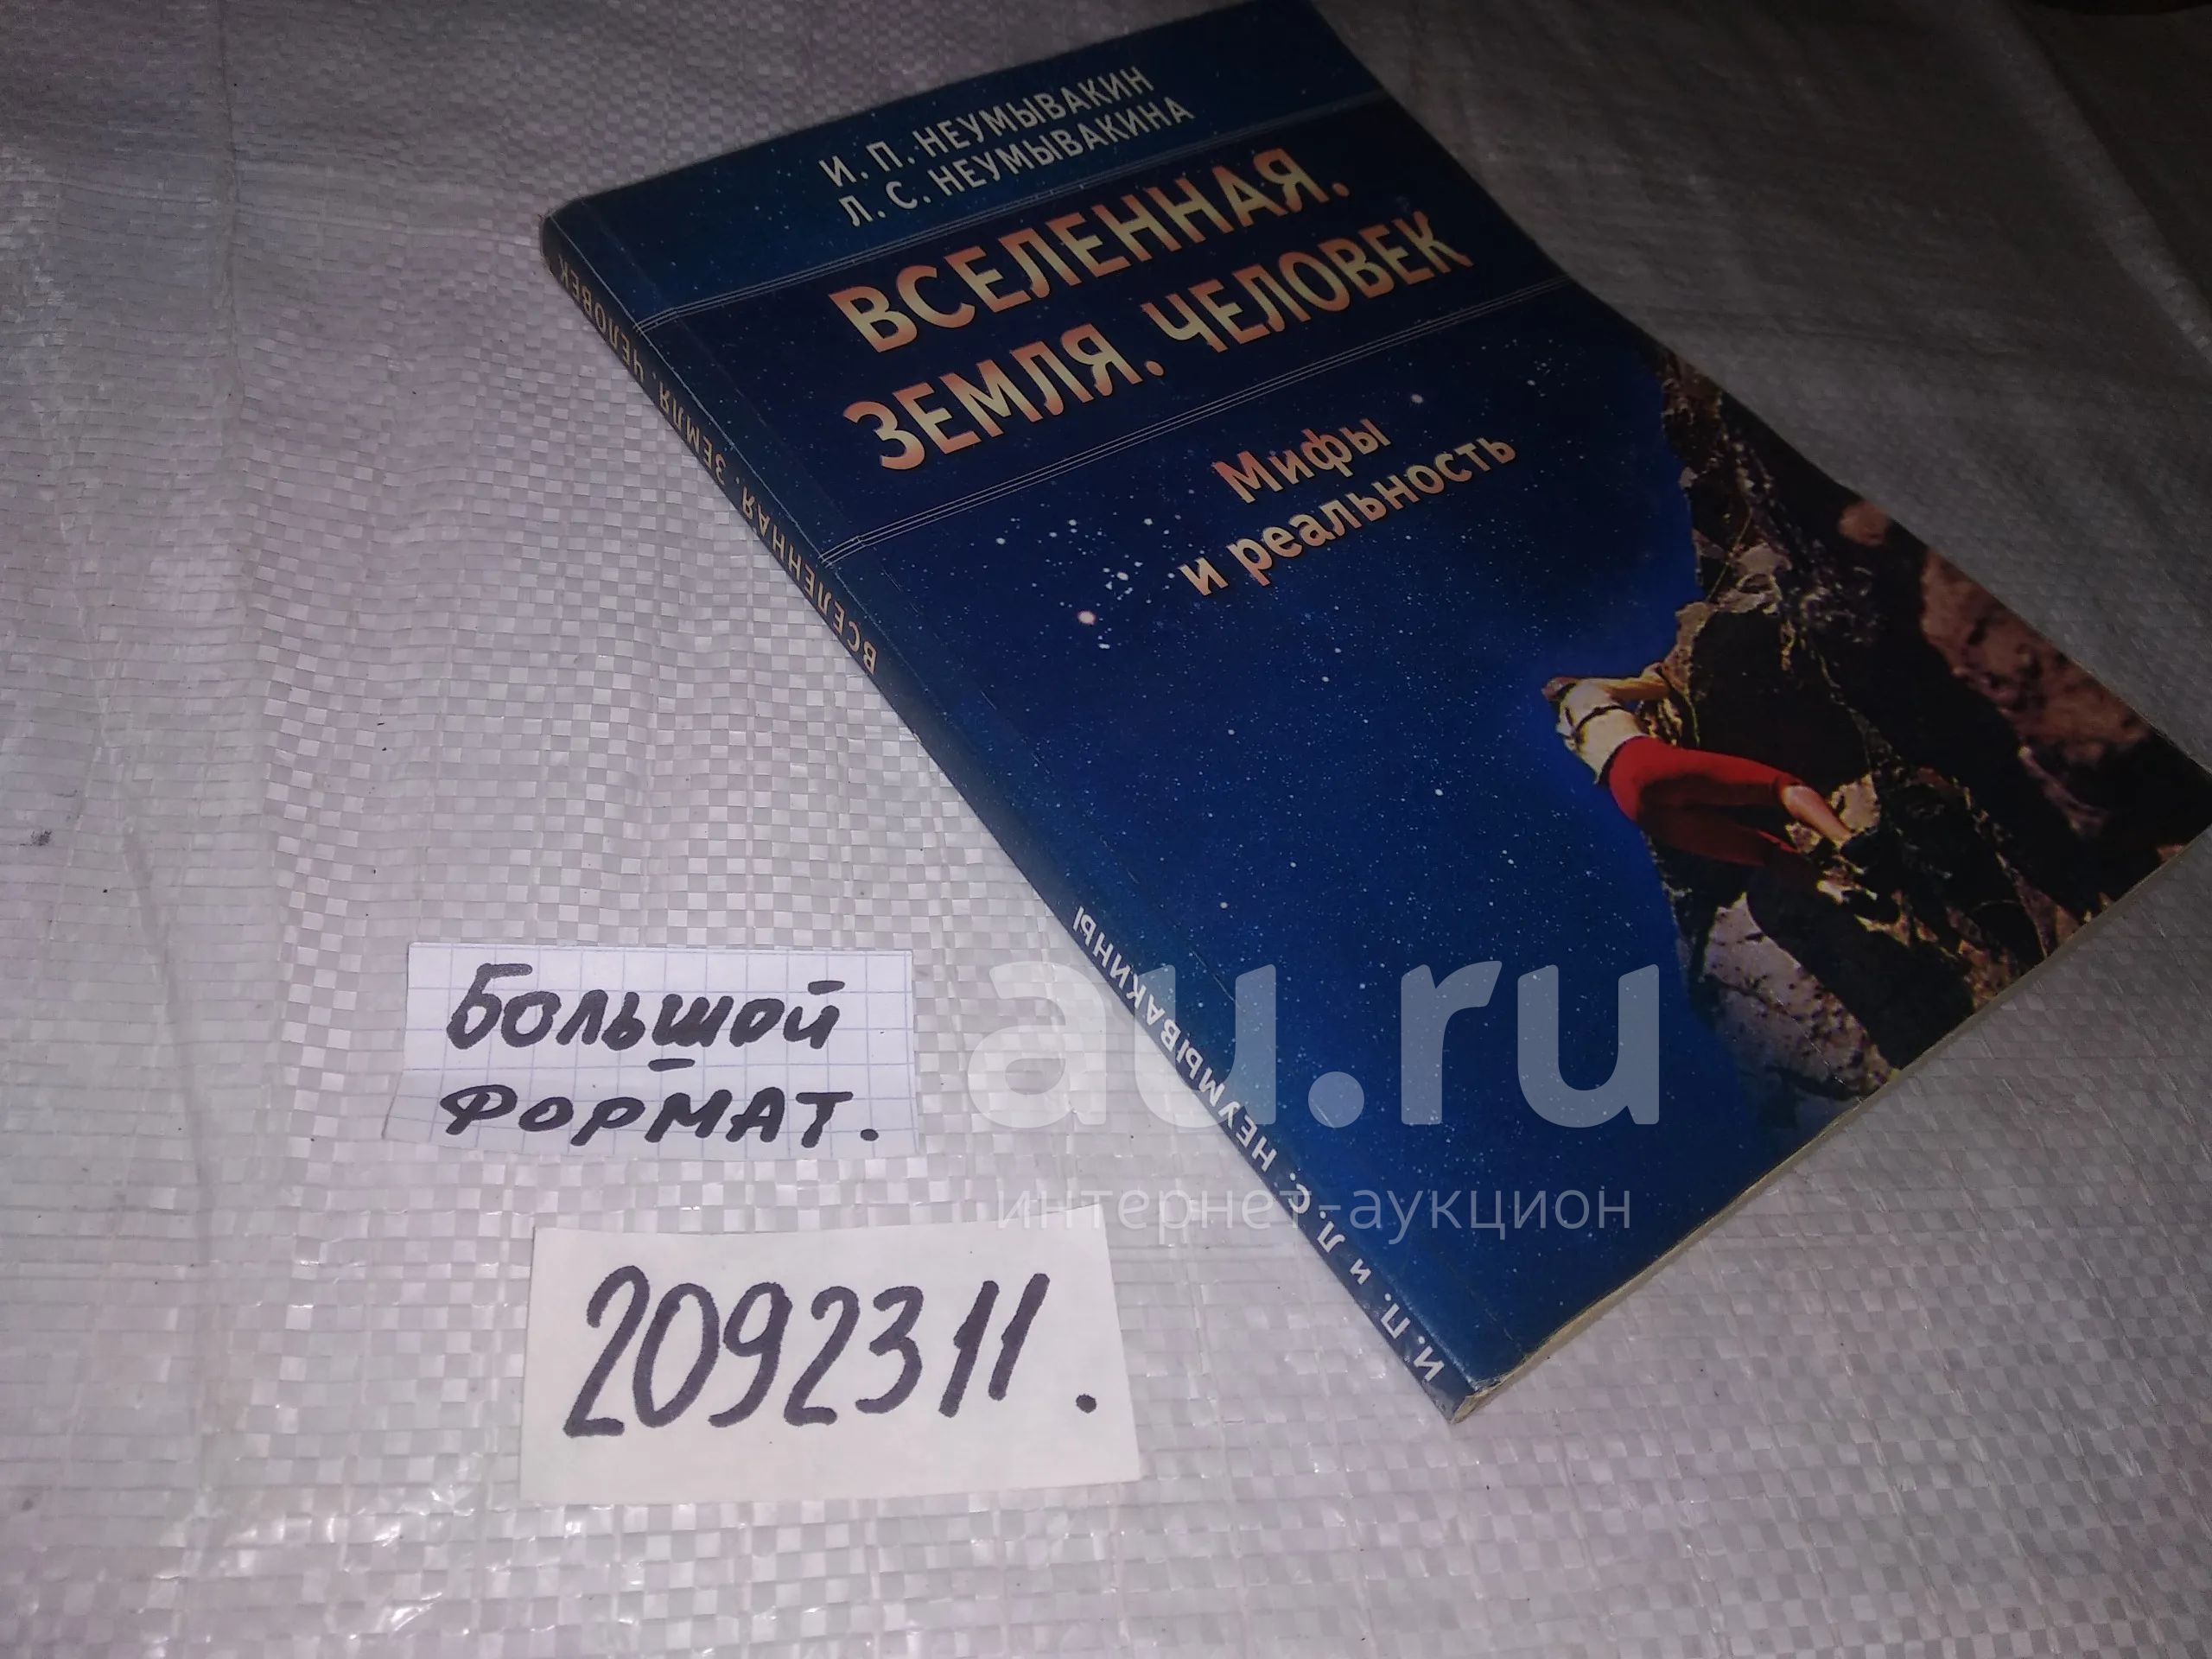 И. П. НЕУМЫВАКИН
Л. С. НЕУМЫВАКИНА
ВСЕЛЕННАЯ.
ЗЕМЛЯ. ЧЕЛОВЕК
Мифы
и реальность
И. П. и Л. С. НЕУМЫВАКИНЫ ВСЕЛЕННАЯ. ЗЕМЛЯ. ЧЕЛОВЕК
Большой
ФОРМАТ.
2092311.
au.ru
интернет-аукцион